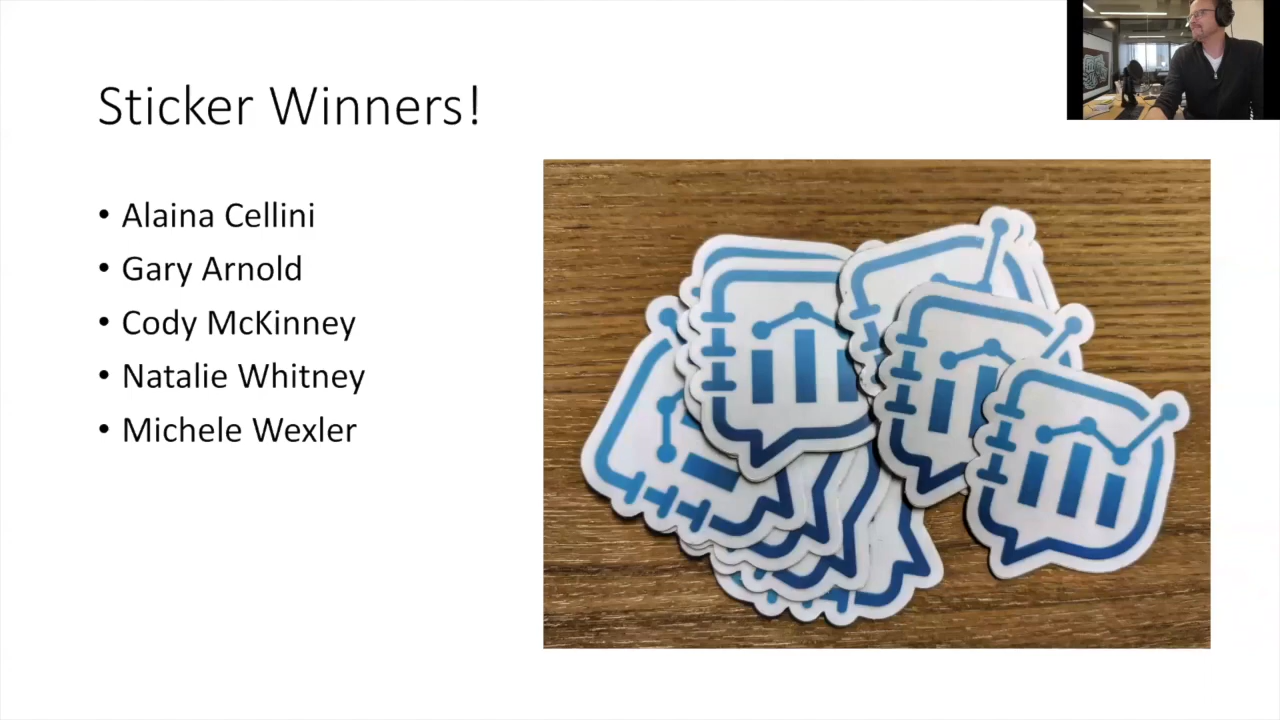 Sticker Winners!
• Alaina Cellini
• Gary Arnold
• Cody McKinney
• Natalie Whitney
• Michele Wexler